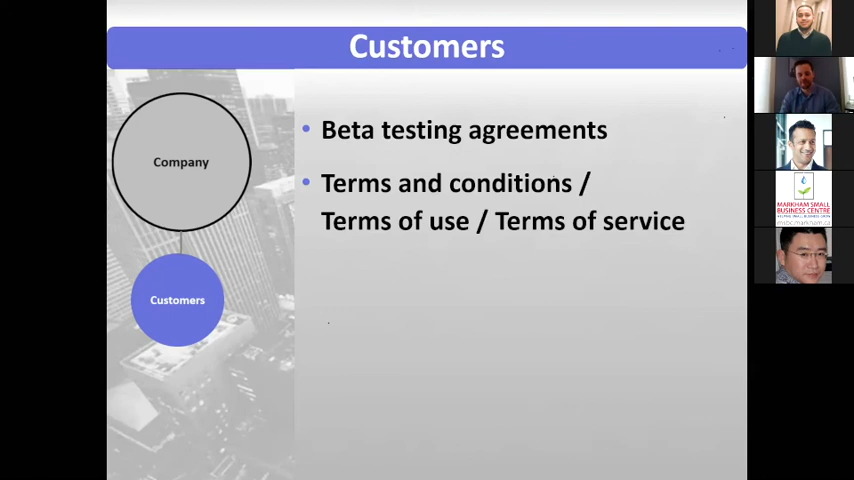 Customers
Company
Customers
• Beta testing agreements
• Terms and conditions /
Terms of use / Terms of service
MARKHAM SMALL
BUSINESS CENTRE